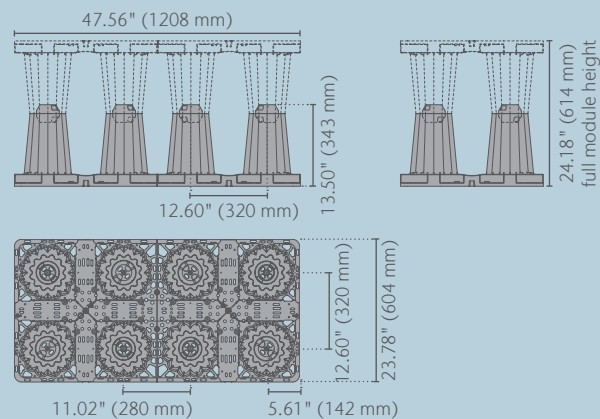 47.56" (1208 mm)
13.50" (343 mm)
12.60" (320 mm)
24.18" (614 mm)
full module height
12.60" (320 mm)
23.78" (604 mm)
11.02" (280 mm)
5.61" (142 mm)